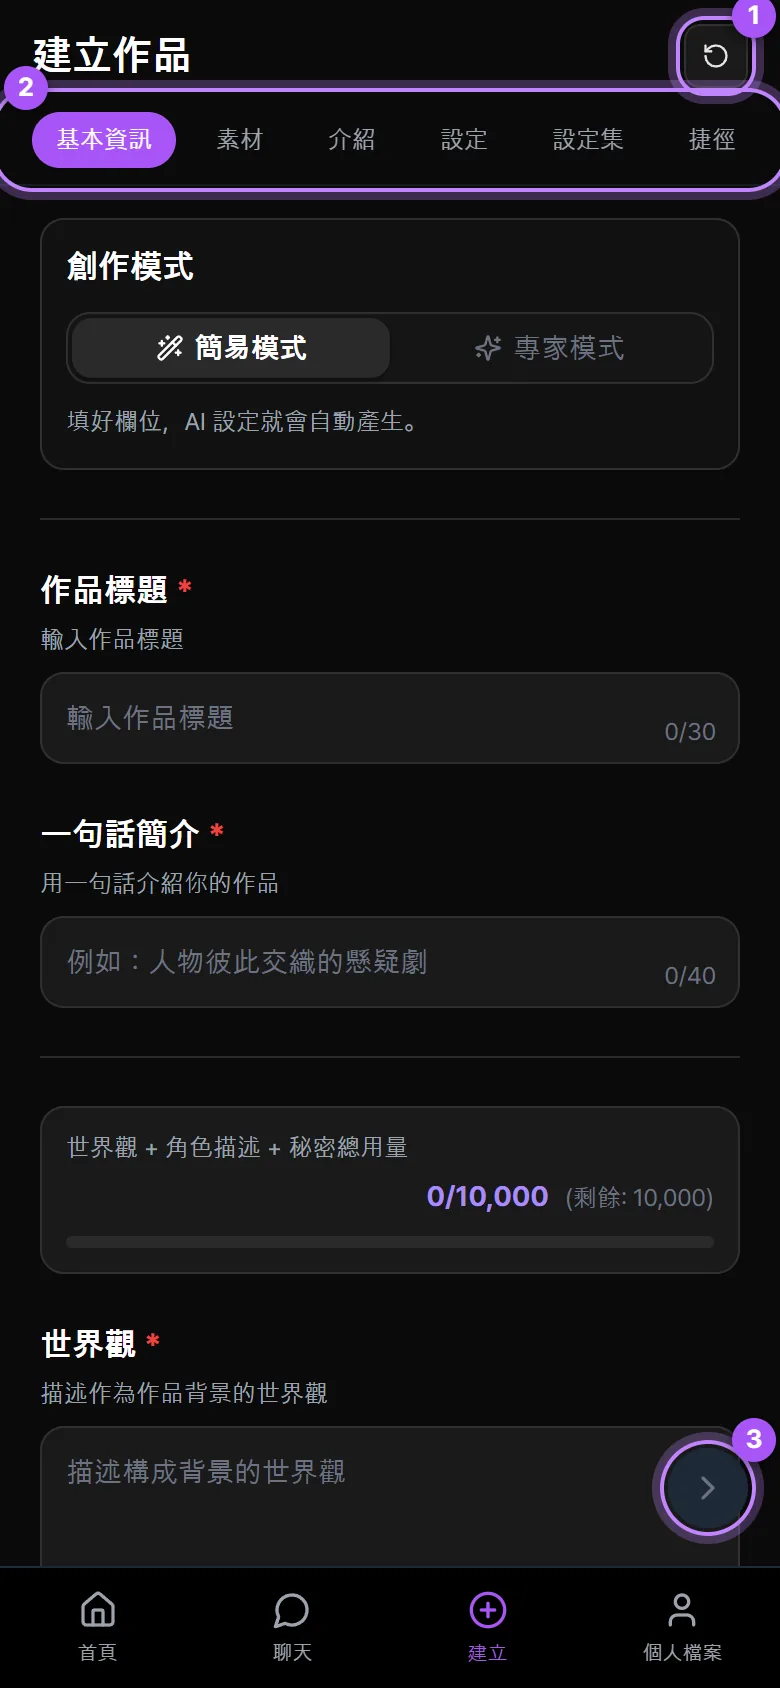 建立作品
1
2
基本資訊 素材 介紹 設定 設定集 捷徑
創作模式
簡易模式 專家模式
填好欄位，AI 設定就會自動產生。
作品標題 *
輸入作品標題
輸入作品標題
0/30
一句話簡介 *
用一句話介紹你的作品
例如：人物彼此交織的懸疑劇
0/40
世界觀 + 角色描述 + 秘密總用量
0/10,000 (剩餘: 10,000)
世界觀 *
描述作為作品背景的世界觀
3
描述構成背景的世界觀
首頁 聊天 建立 個人檔案